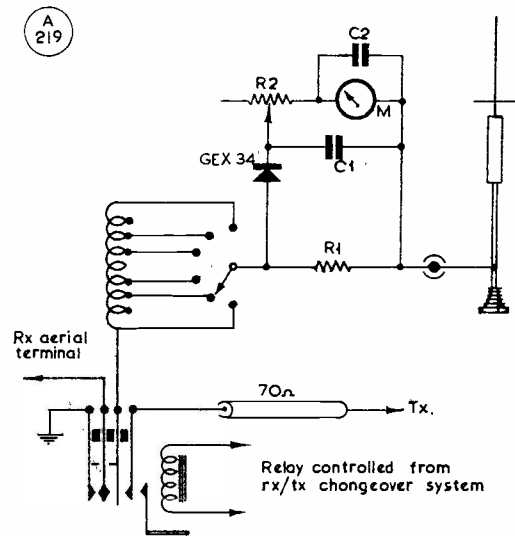 A
219
C2
R2
M
GEX 34
C1
R1
Rx aerial
terminal
70Ω
Tx.
Relay controlled from
rx/tx changeover system